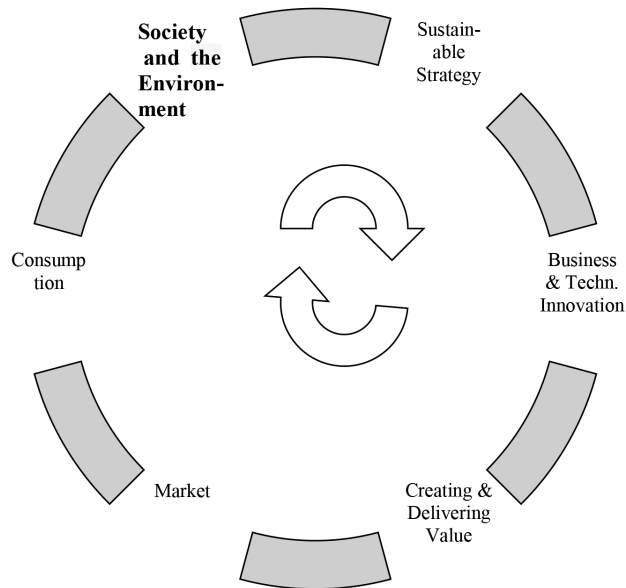 Society
and the
Environ-
ment
Sustain-
able
Strategy
Business
& Techn.
Innovation
Creating &
Delivering
Value
Market
Consump
tion